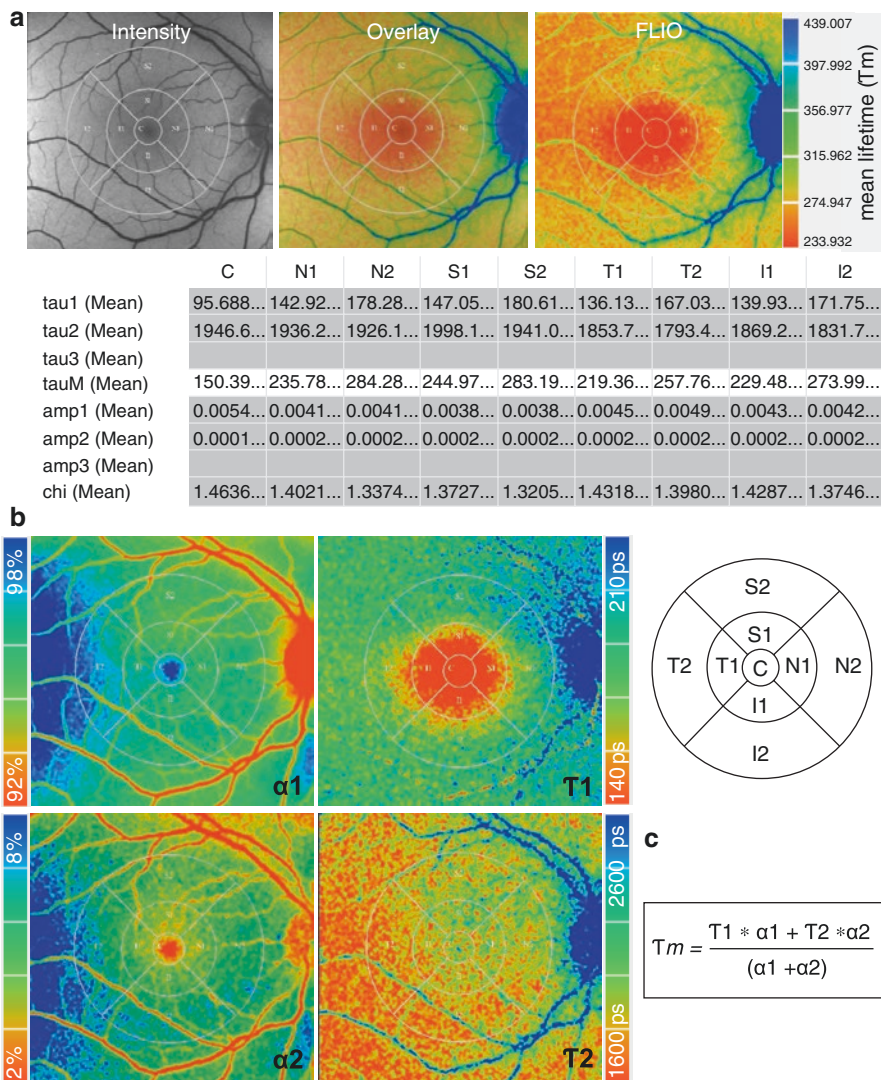 a
Intensity Overlay FLIO
439.007
397.992
356.977
315.962
274.947
233.932
mean lifetime (Tm)
C N1 N2 S1 S2 T1 T2 I1 I2
tau1 (Mean) 95.688... 142.92... 178.28... 147.05... 180.61... 136.13... 167.03... 139.93... 171.75...
tau2 (Mean) 1946.6... 1936.2... 1926.1... 1998.1... 1941.0... 1853.7... 1793.4... 1869.2... 1831.7...
tau3 (Mean)
tauM (Mean) 150.39... 235.78... 284.28... 244.97... 283.19... 219.36... 257.76... 229.48... 273.99...
amp1 (Mean) 0.0054... 0.0041... 0.0041... 0.0038... 0.0038... 0.0045... 0.0049... 0.0043... 0.0042...
amp2 (Mean) 0.0001... 0.0002... 0.0002... 0.0002... 0.0002... 0.0002... 0.0002... 0.0002... 0.0002...
amp3 (Mean)
chi (Mean) 1.4636... 1.4021... 1.3374... 1.3727... 1.3205... 1.4318... 1.3980... 1.4287... 1.3746...
b
98%
92%
α1
210 ps
140 ps
Ƭ1
S2
S1
T2 T1 C N1 N2
I1
I2
8%
2%
α2
2600 ps
1600 ps
Ƭ2
c
Ƭm = Ƭ1 * α1 + Ƭ2 *α2
(α1 +α2)